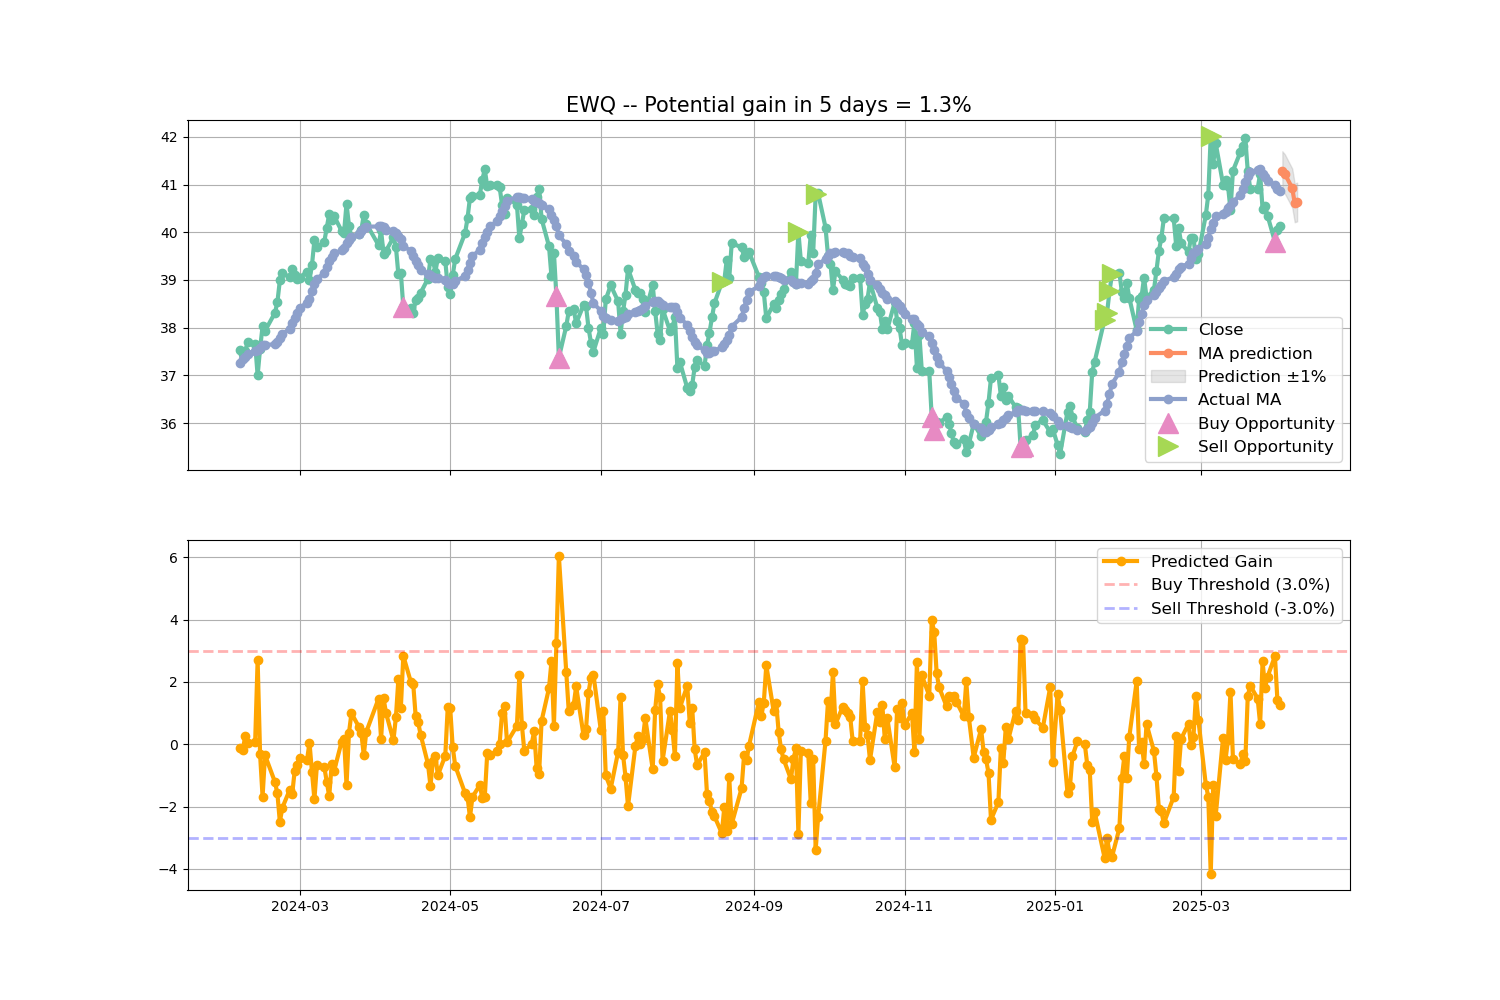 EWQ -- Potential gain in 5 days = 1.3%
42
41
40
39
38
37
36
Close
MA prediction
Prediction ±1%
Actual MA
Buy Opportunity
Sell Opportunity
6
4
2
0
−2
−4
Predicted Gain
Buy Threshold (3.0%)
Sell Threshold (-3.0%)
2024-03 2024-05 2024-07 2024-09 2024-11 2025-01 2025-03